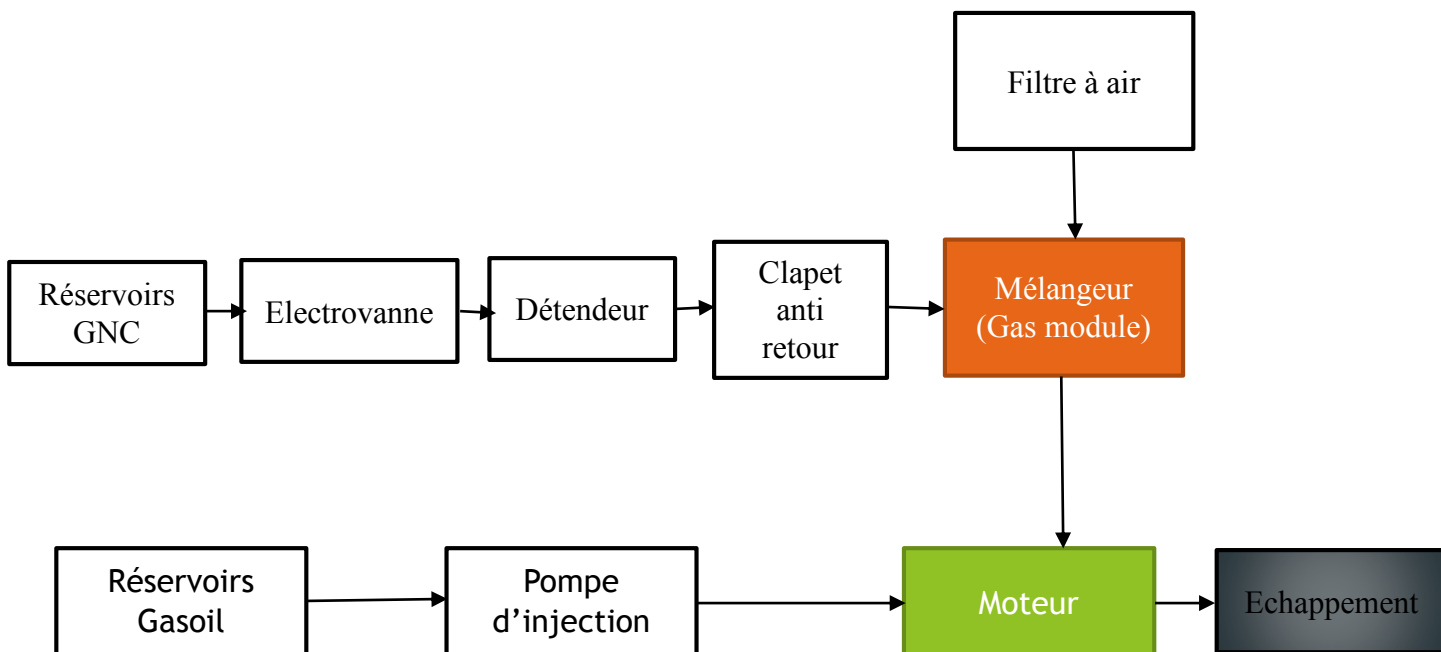 Filtre à air
Réservoirs
GNC
Electrovanne
Détendeur
Clapet
anti
retour
Mélangeur
(Gas module)
Réservoirs
Gasoil
Pompe
d’injection
Moteur
Echappement